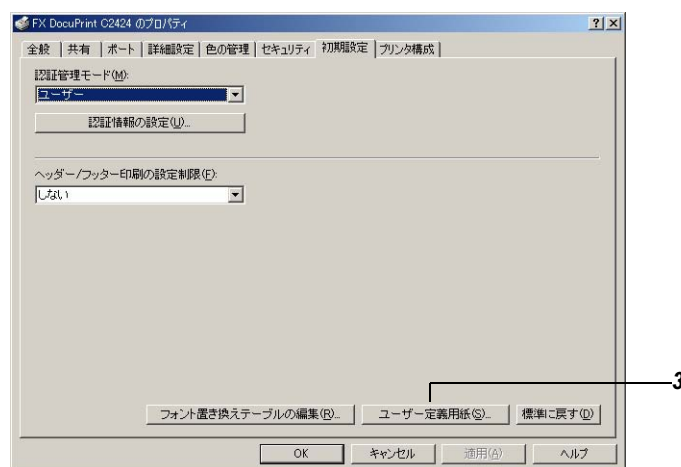 FX DocuPrint C2424 のプロパティ
全般 共有 ポート 詳細設定 色の管理 セキュリティ 初期設定 プリンタ構成
認証管理モード(M):
ユーザー
認証情報の設定(U)...
ヘッダー/フッター印刷の設定制限(F):
しない
3
フォント置き換えテーブルの編集(R)... ユーザー定義用紙(S)... 標準に戻す(D)
OK キャンセル 適用(A) ヘルプ